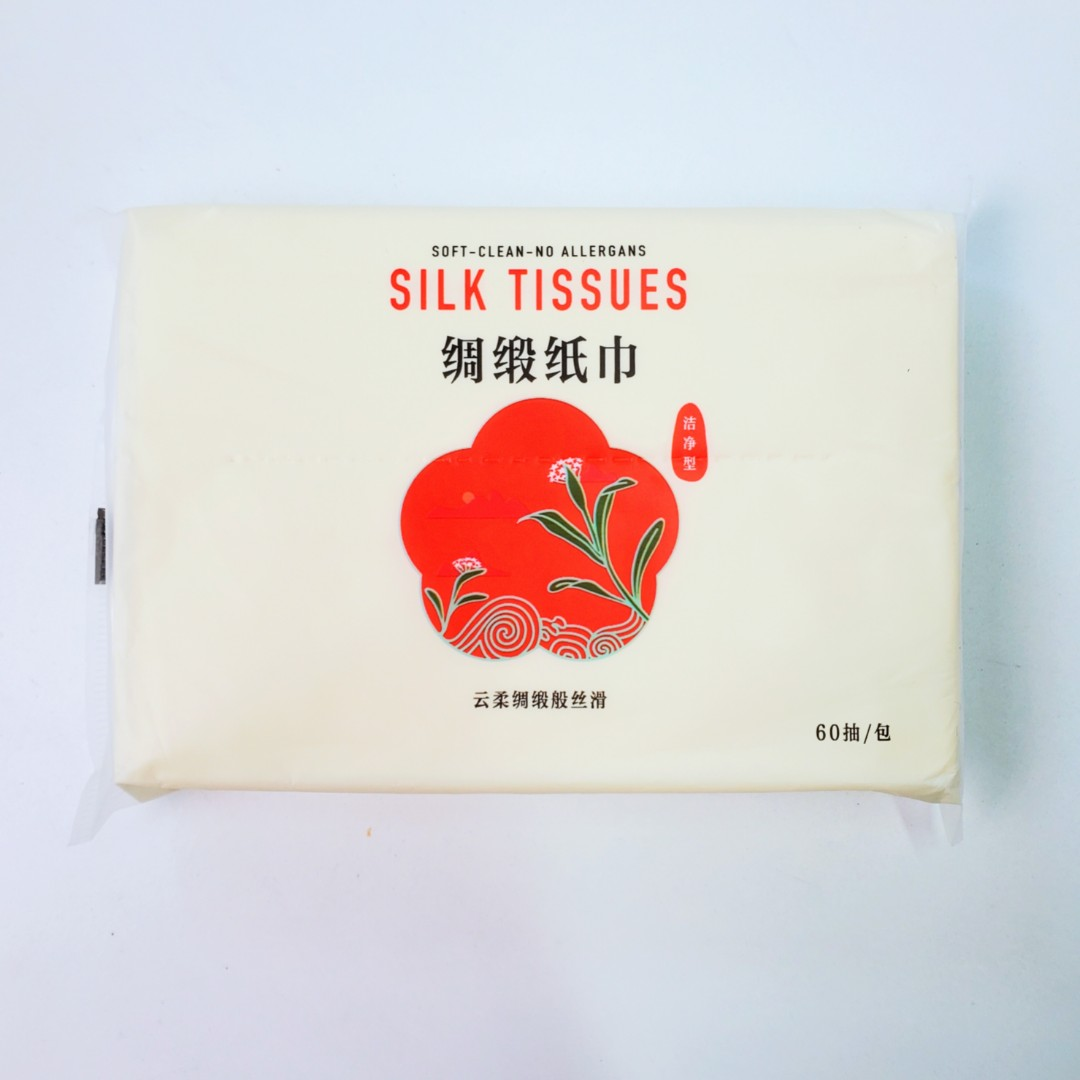 SOFT-CLEAN-NO ALLERGANS
SILK TISSUES
绸缎纸巾
洁净型
云柔绸缎般丝滑
60抽/包